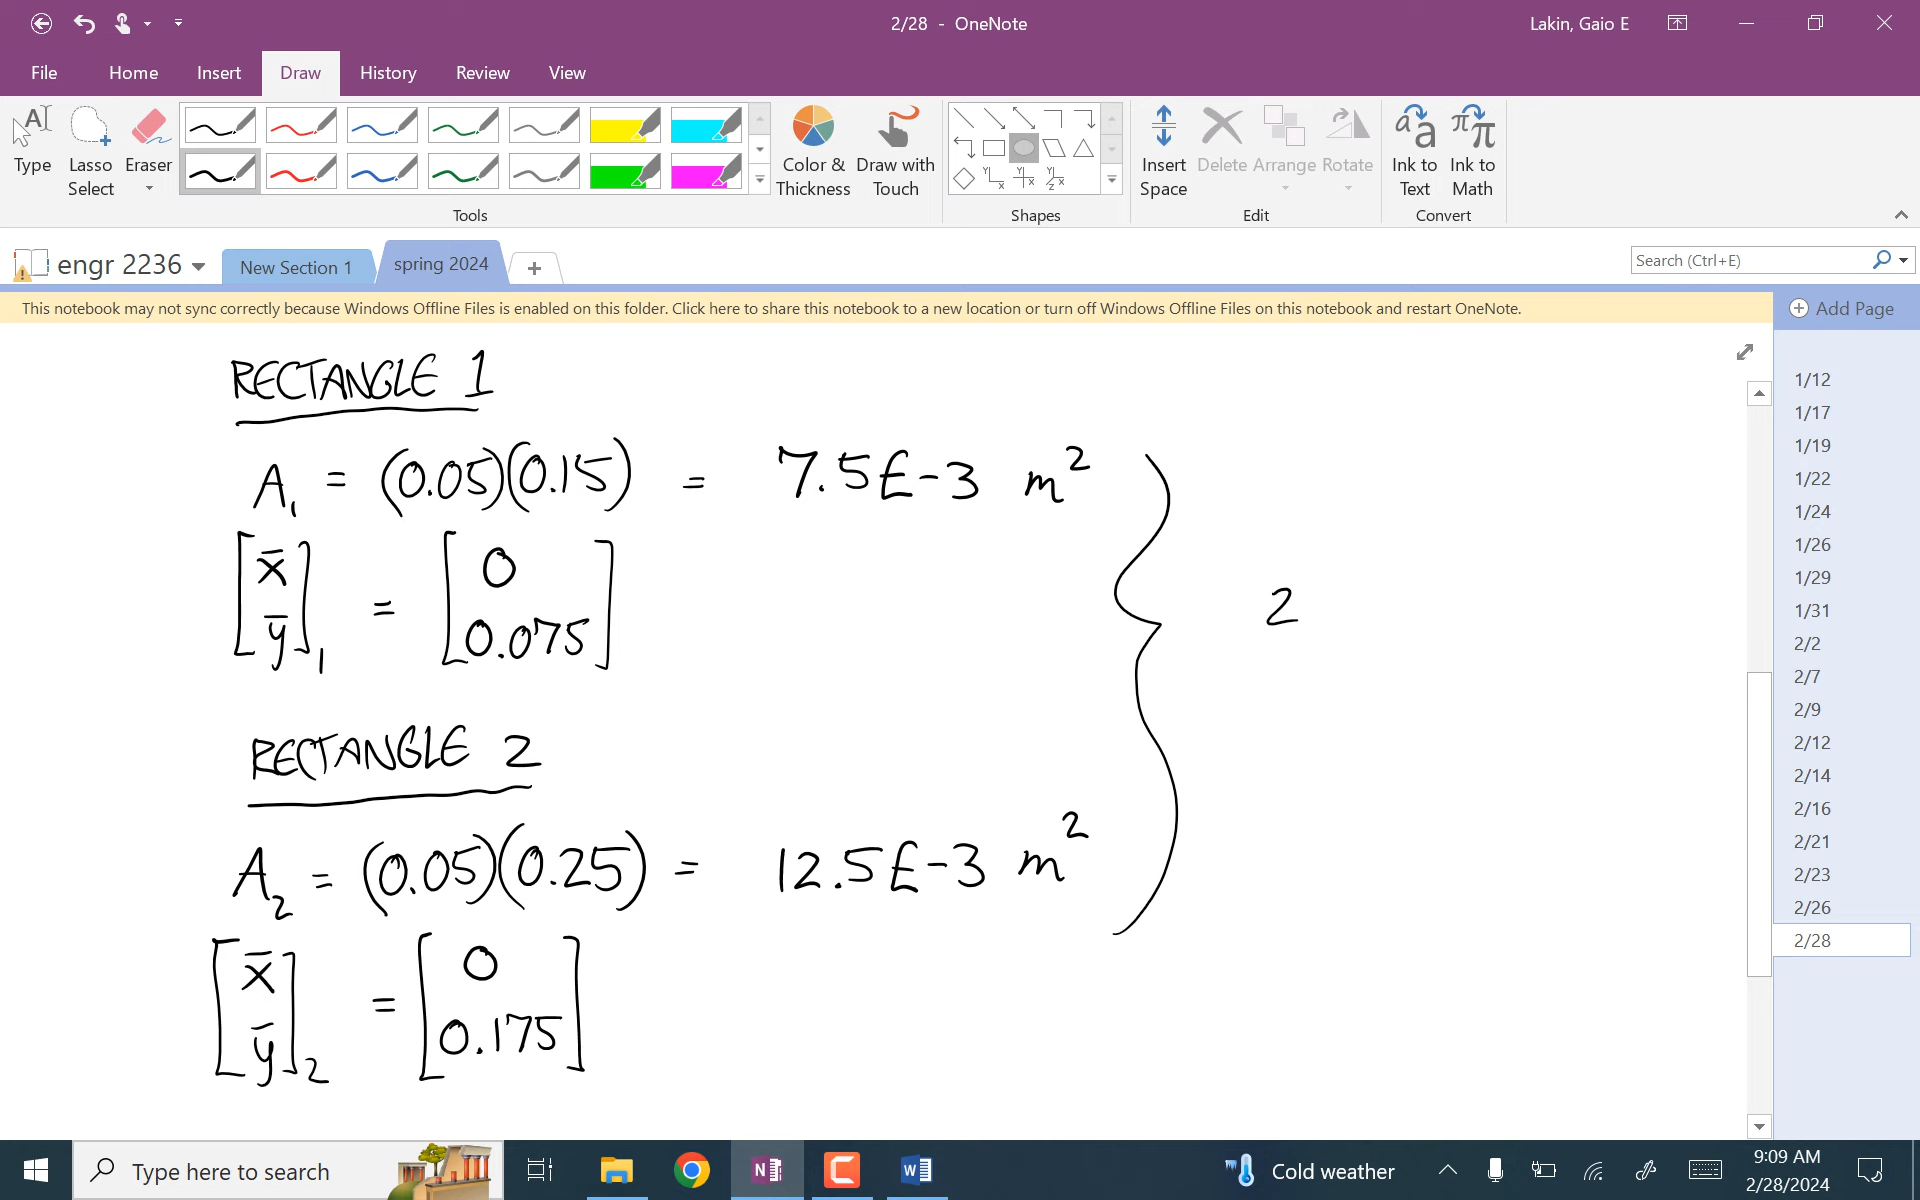 2/28 - OneNote
Lakin, Gaio E
File Home Insert Draw History Review View
Type
Lasso Select
Eraser
Color & Thickness
Draw with Touch
Insert Space
Delete
Arrange
Rotate
Ink to Text
Ink to Math
Tools
Shapes
Edit
Convert
engr 2236
New Section 1
spring 2024
Search (Ctrl+E)
This notebook may not sync correctly because Windows Offline Files is enabled on this folder. Click here to share this notebook to a new location or turn off Windows Offline Files on this notebook and restart OneNote.
Add Page
RECTANGLE 1
A₁ = (0.05)(0.15) = 7.5E-3 m²
[x̄ ȳ]₁ = [0 0.075]
2
RECTANGLE 2
A₂ = (0.05)(0.25) = 12.5E-3 m²
[x̄ ȳ]₂ = [0 0.175]
1/12
1/17
1/19
1/22
1/24
1/26
1/29
1/31
2/2
2/7
2/9
2/12
2/14
2/16
2/21
2/23
2/26
2/28
Type here to search
Cold weather
9:09 AM
2/28/2024